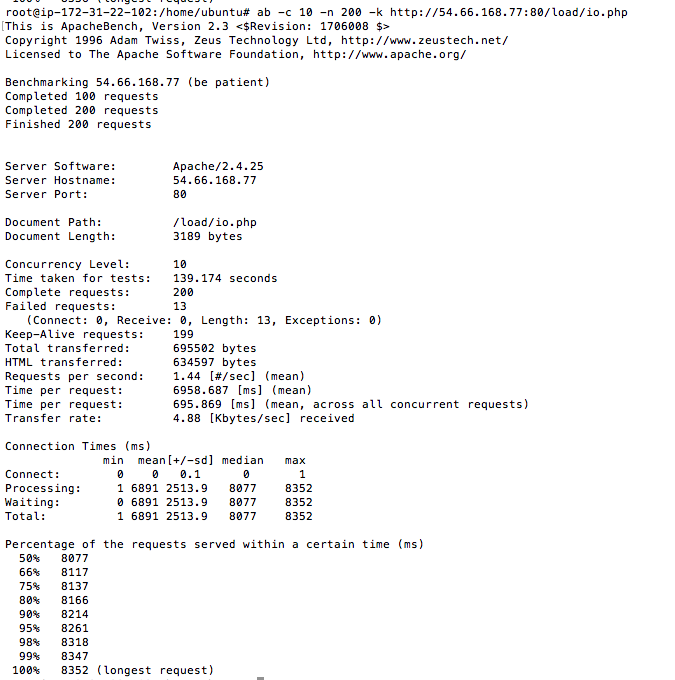 100% 8350 (longest request)
root@ip-172-31-22-102:/home/ubuntu# ab -c 10 -n 200 -k http://54.66.168.77:80/load/io.php
This is ApacheBench, Version 2.3 <$Revision: 1706008 $>
Copyright 1996 Adam Twiss, Zeus Technology Ltd, http://www.zeustech.net/
Licensed to The Apache Software Foundation, http://www.apache.org/

Benchmarking 54.66.168.77 (be patient)
Completed 100 requests
Completed 200 requests
Finished 200 requests


Server Software:        Apache/2.4.25
Server Hostname:        54.66.168.77
Server Port:            80

Document Path:          /load/io.php
Document Length:        3189 bytes

Concurrency Level:      10
Time taken for tests:   139.174 seconds
Complete requests:      200
Failed requests:        13
   (Connect: 0, Receive: 0, Length: 13, Exceptions: 0)
Keep-Alive requests:    199
Total transferred:      695502 bytes
HTML transferred:       634597 bytes
Requests per second:    1.44 [#/sec] (mean)
Time per request:       6958.687 [ms] (mean)
Time per request:       695.869 [ms] (mean, across all concurrent requests)
Transfer rate:          4.88 [Kbytes/sec] received

Connection Times (ms)
              min  mean[+/-sd] median   max
Connect:        0    0   0.1      0       1
Processing:     1 6891 2513.9   8077    8352
Waiting:        0 6891 2513.9   8077    8352
Total:          1 6891 2513.9   8077    8352

Percentage of the requests served within a certain time (ms)
  50%   8077
  66%   8117
  75%   8137
  80%   8166
  90%   8214
  95%   8261
  98%   8318
  99%   8347
 100%   8352 (longest request)